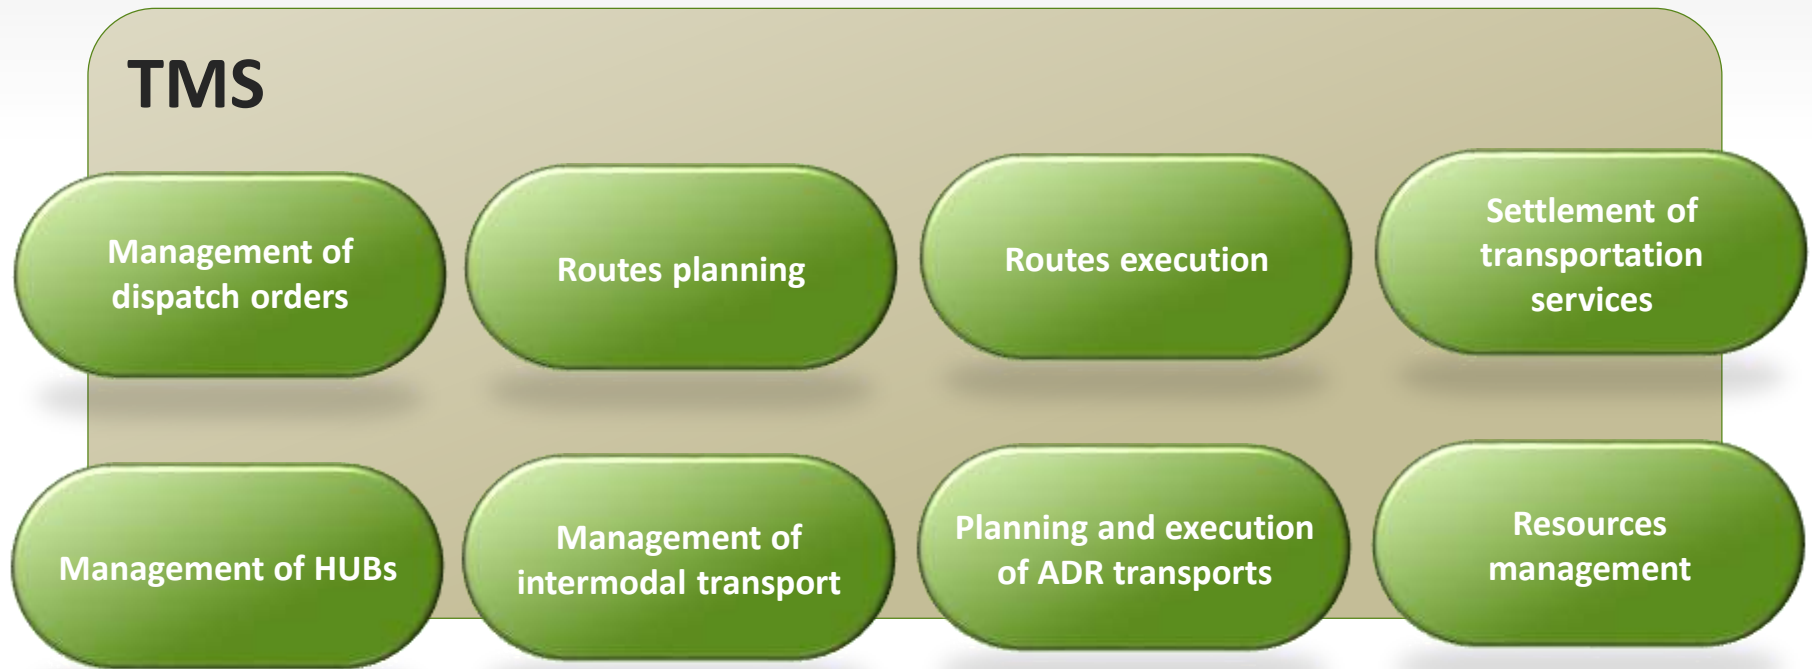 TMS
Management of
dispatch orders
Routes planning
Routes execution
Settlement of
transportation
services
Management of HUBs
Management of
intermodal transport
Planning and execution
of ADR transports
Resources
management